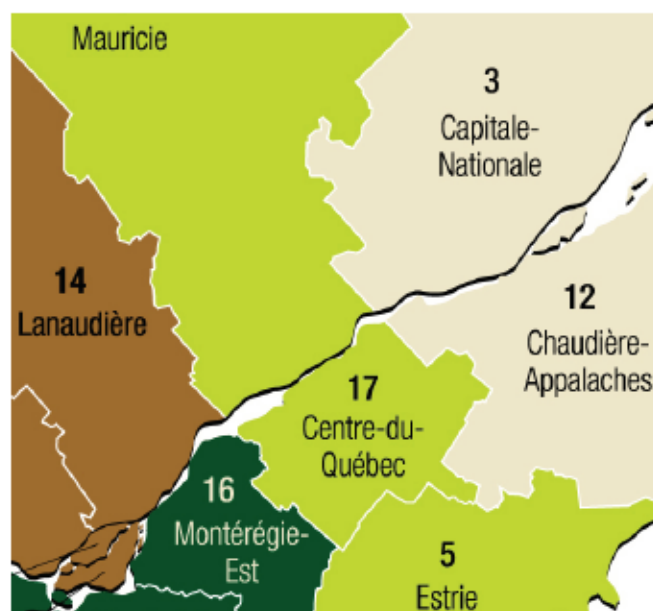 Mauricie
3
Capitale-
Nationale
14
Lanaudière
12
Chaudière-
Appalaches
17
Centre-du-
Québec
16
Montérégie-
Est
5
Estrie